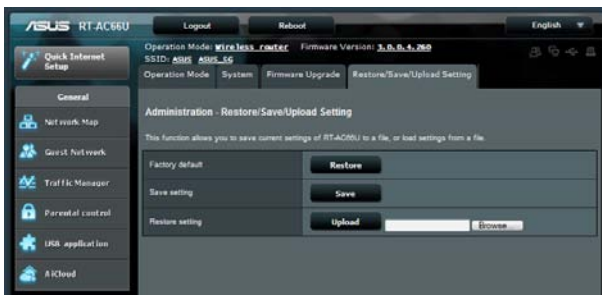 ASUS RT-AC66U Logout Reboot English
Quick Internet Setup
Operation Mode: Wireless router Firmware Version: 3.0.0.4.260
SSID: ASUS ASUS_5G
Operation Mode System Firmware Upgrade Restore/Save/Upload Setting
General
Network Map
Guest Network
Traffic Manager
Parental control
USB application
AiCloud
Administration - Restore/Save/Upload Setting
This function allows you to save current settings of RT-AC66U to a file, or load settings from a file.
Factory default Restore
Save setting Save
Restore setting Upload Browse...